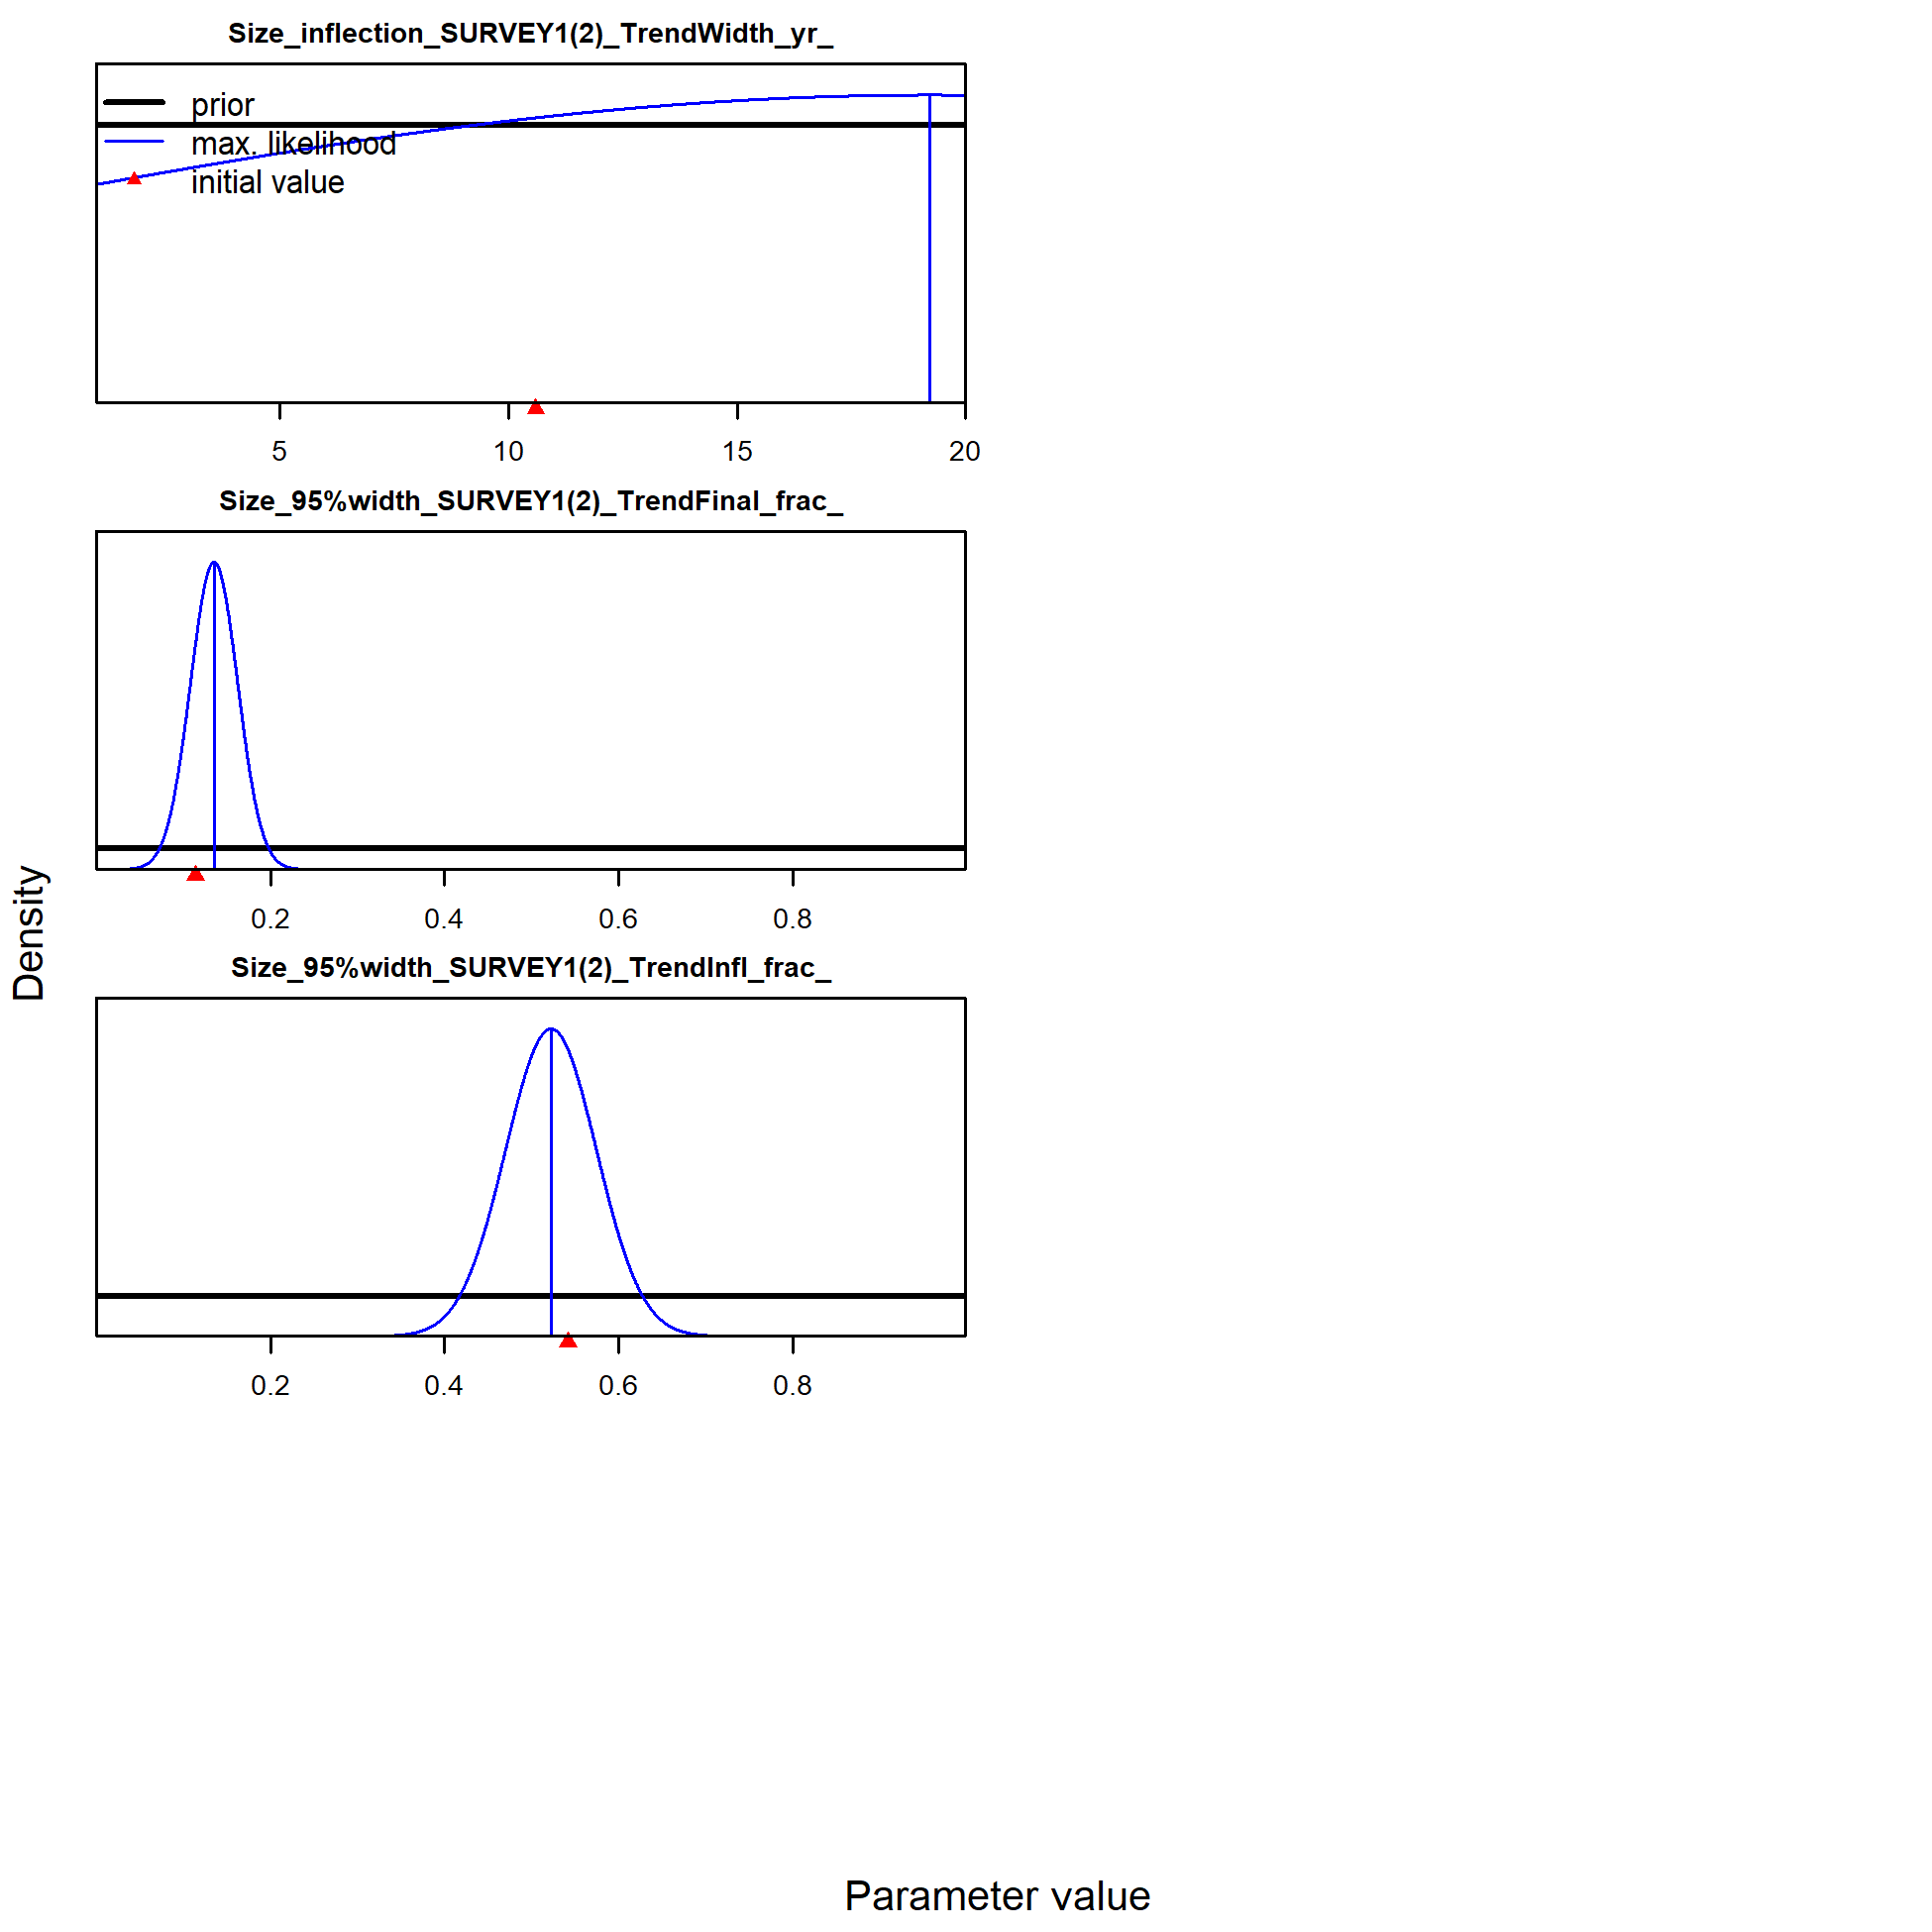 Size_inflection_SURVEY1(2)_TrendWidth_yr_
prior
max. likelihood
initial value
5 10 15 20
Size_95%width_SURVEY1(2)_TrendFinal_frac_
0.2 0.4 0.6 0.8
Density
Size_95%width_SURVEY1(2)_TrendInfl_frac_
0.2 0.4 0.6 0.8
Parameter value